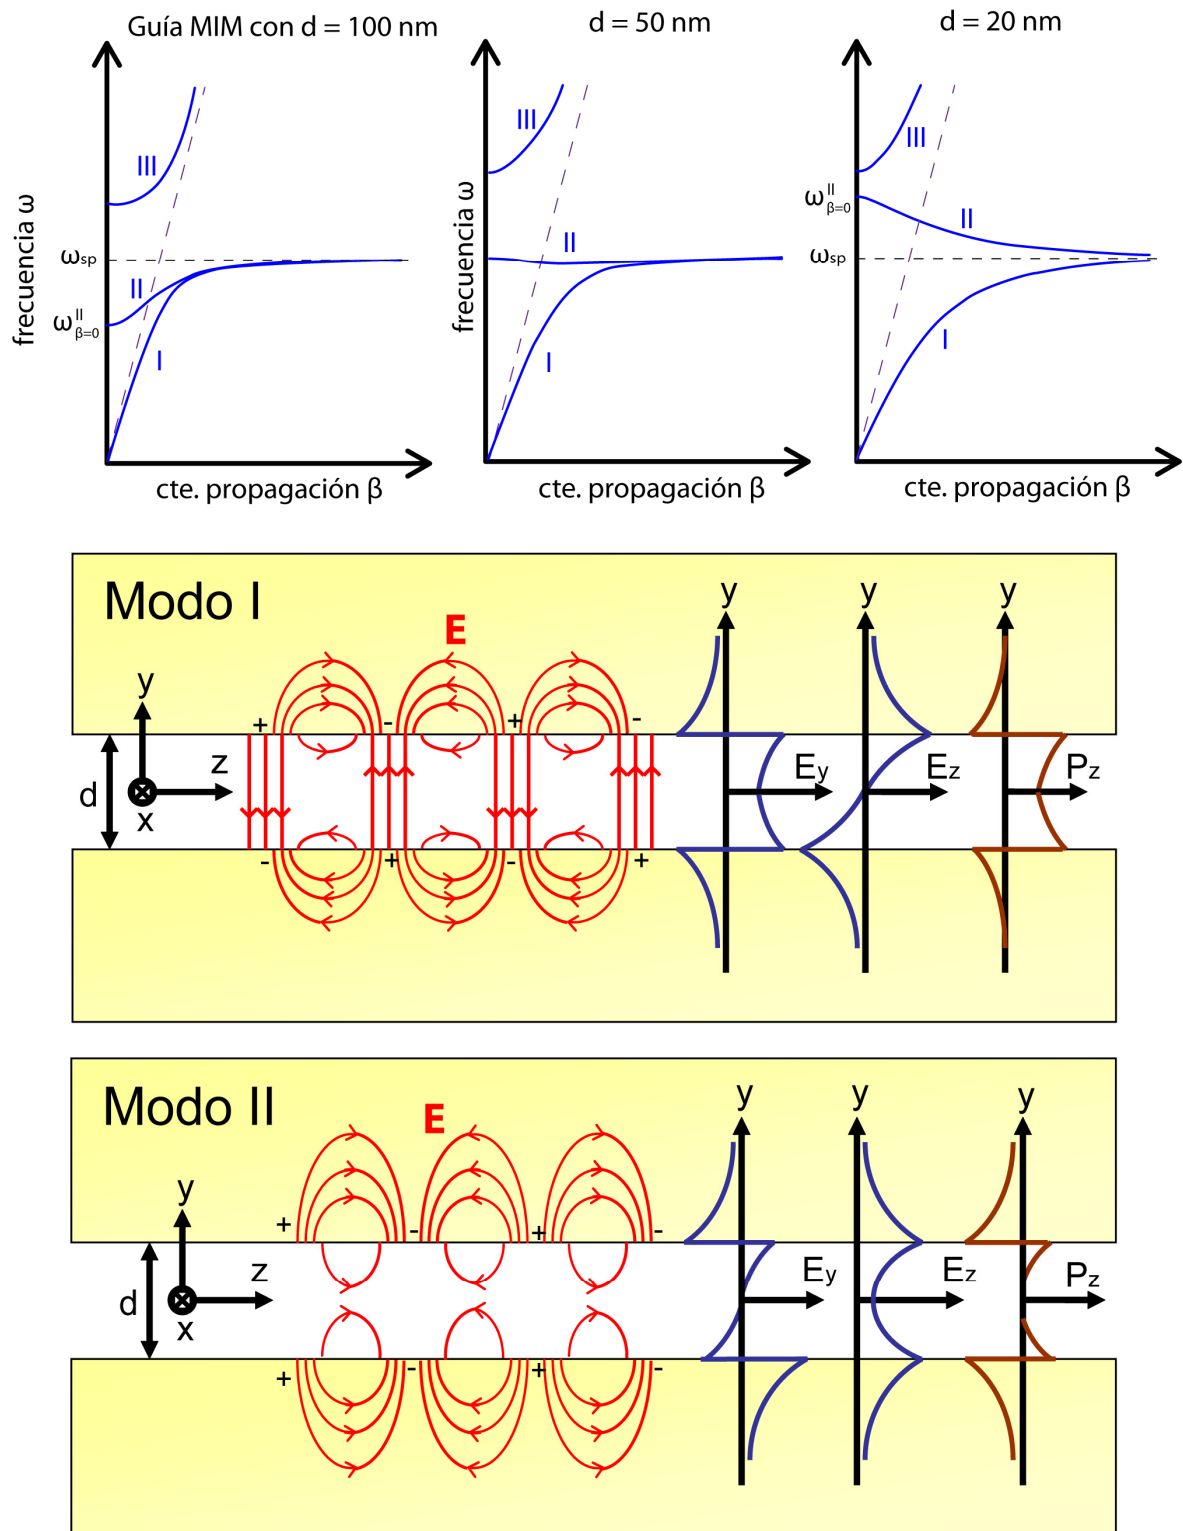 Guía MIM con d = 100 nm
d = 50 nm
d = 20 nm
frecuencia ω
III
ωsp
II
ω^II_β=0
I
cte. propagación β
frecuencia ω
III
II
I
cte. propagación β
III
ω^II_β=0
II
ωsp
I
cte. propagación β
Modo I
E
y
z
x
d
+ - + -
- + - +
y
Ey
y
Ez
y
Pz
Modo II
E
y
z
x
d
+ - + -
+ - + -
y
Ey
y
Ez
y
Pz